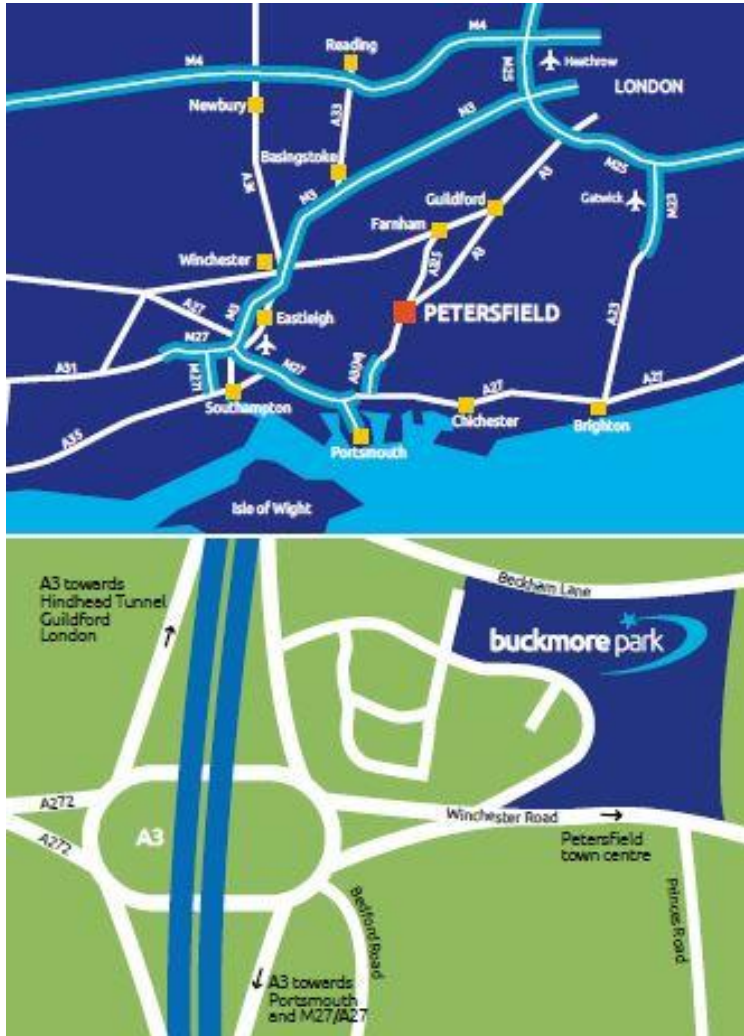 M4
Reading
M4
M25
Heathrow
LONDON
Newbury
A33
M3
Basingstoke
A34
M3
A3
M25
Gatwick
M23
Guildford
Farnham
A325
A3
Winchester
A27
M3
Eastleigh
PETERSFIELD
A23
M27
M27
M271
A3(M)
A31
A27
A27
Southampton
Chichester
Brighton
A35
Portsmouth
Isle of Wight
A3 towards
Hindhead Tunnel
Guildford
London
Beckham Lane
buckmore park
A272
A272
A3
Winchester Road
Petersfield
town centre
Bedford Road
Princes Road
A3 towards
Portsmouth
and M27/A27